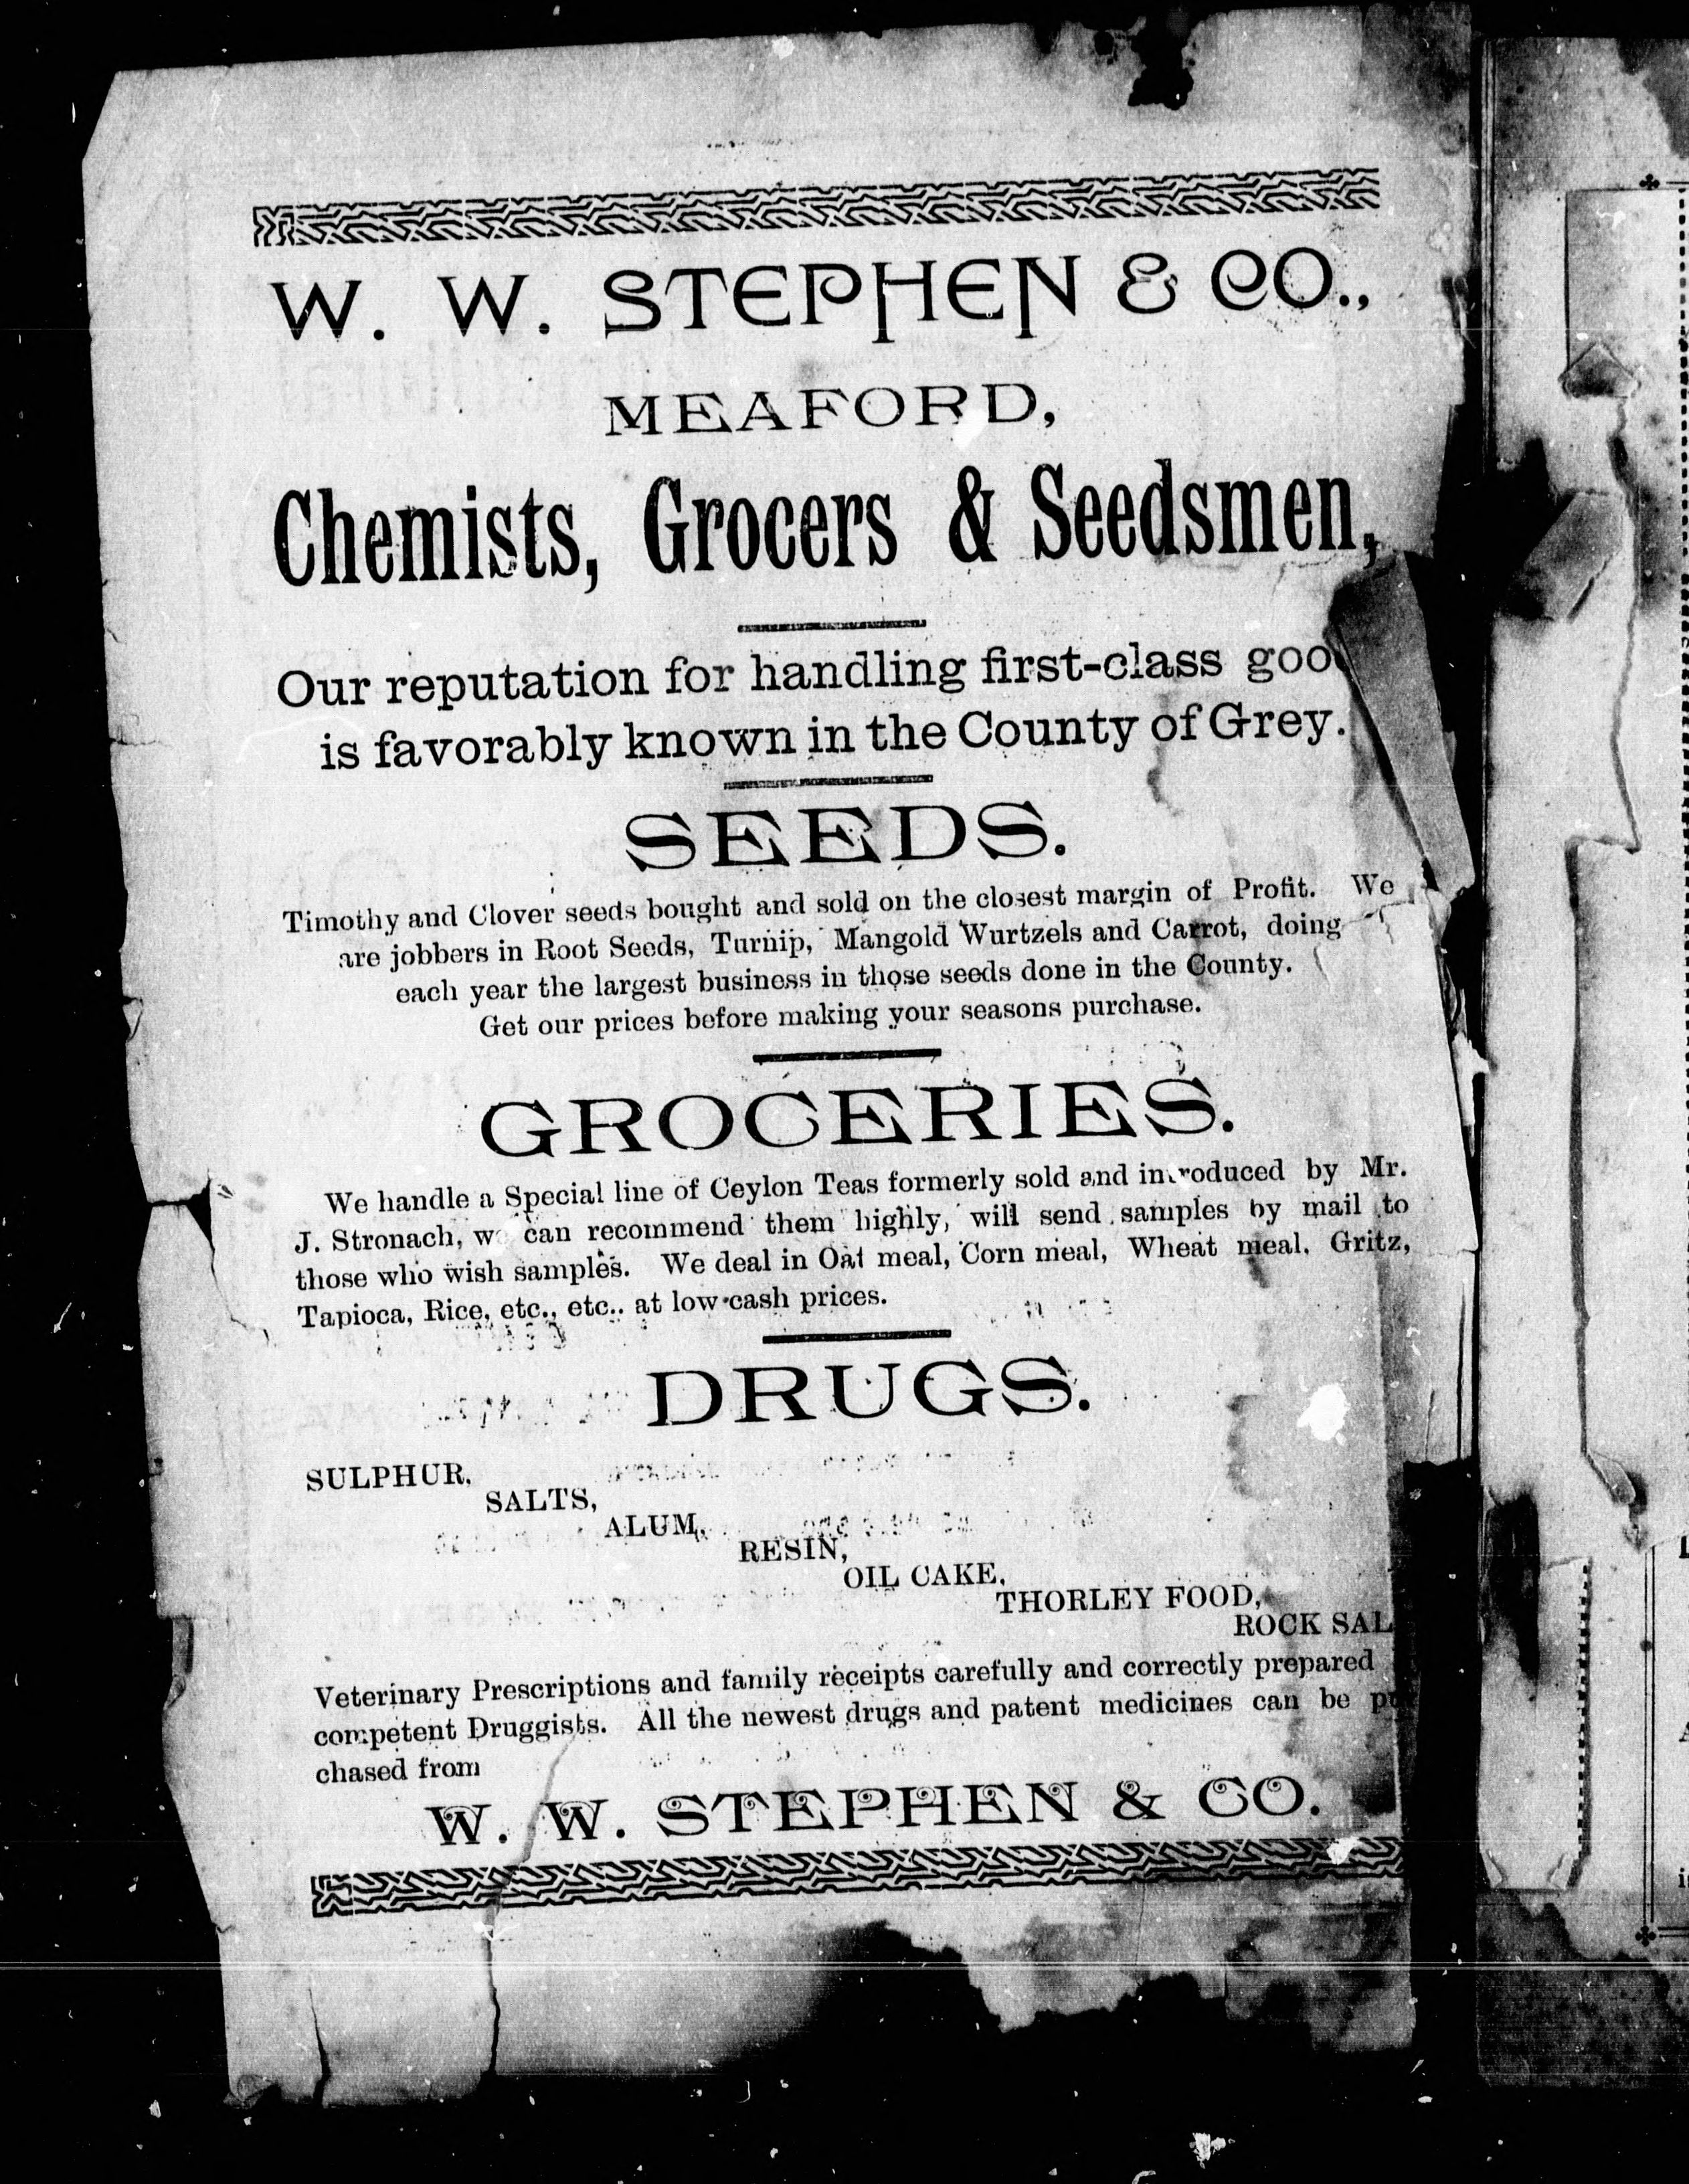 W. W. STEPHEN & CO.,
MEAFORD,
Chemists, Grocers & Seedsmen,
Our reputation for handling first-class goo
is favorably known in the County of Grey.
SEEDS.
Timothy and Clover seeds bought and sold on the closest margin of Profit. We
are jobbers in Root Seeds, Turnip, Mangold Wurtzels and Carrot, doing
each year the largest business in those seeds done in the County.
Get our prices before making your seasons purchase.
GROCERIES.
We handle a Special line of Ceylon Teas formerly sold and introduced by Mr.
J. Stronach, we can recommend them highly, will send samples by mail to
those who wish samples. We deal in Oat meal, Corn meal, Wheat meal, Gritz,
Tapioca, Rice, etc., etc.. at low cash prices.
DRUGS.
SULPHUR,
SALTS,
ALUM,
RESIN,
OIL CAKE,
THORLEY FOOD,
ROCK SAL
Veterinary Prescriptions and family receipts carefully and correctly prepared
competent Druggists. All the newest drugs and patent medicines can be pu
chased from
W. W. STEPHEN & CO.